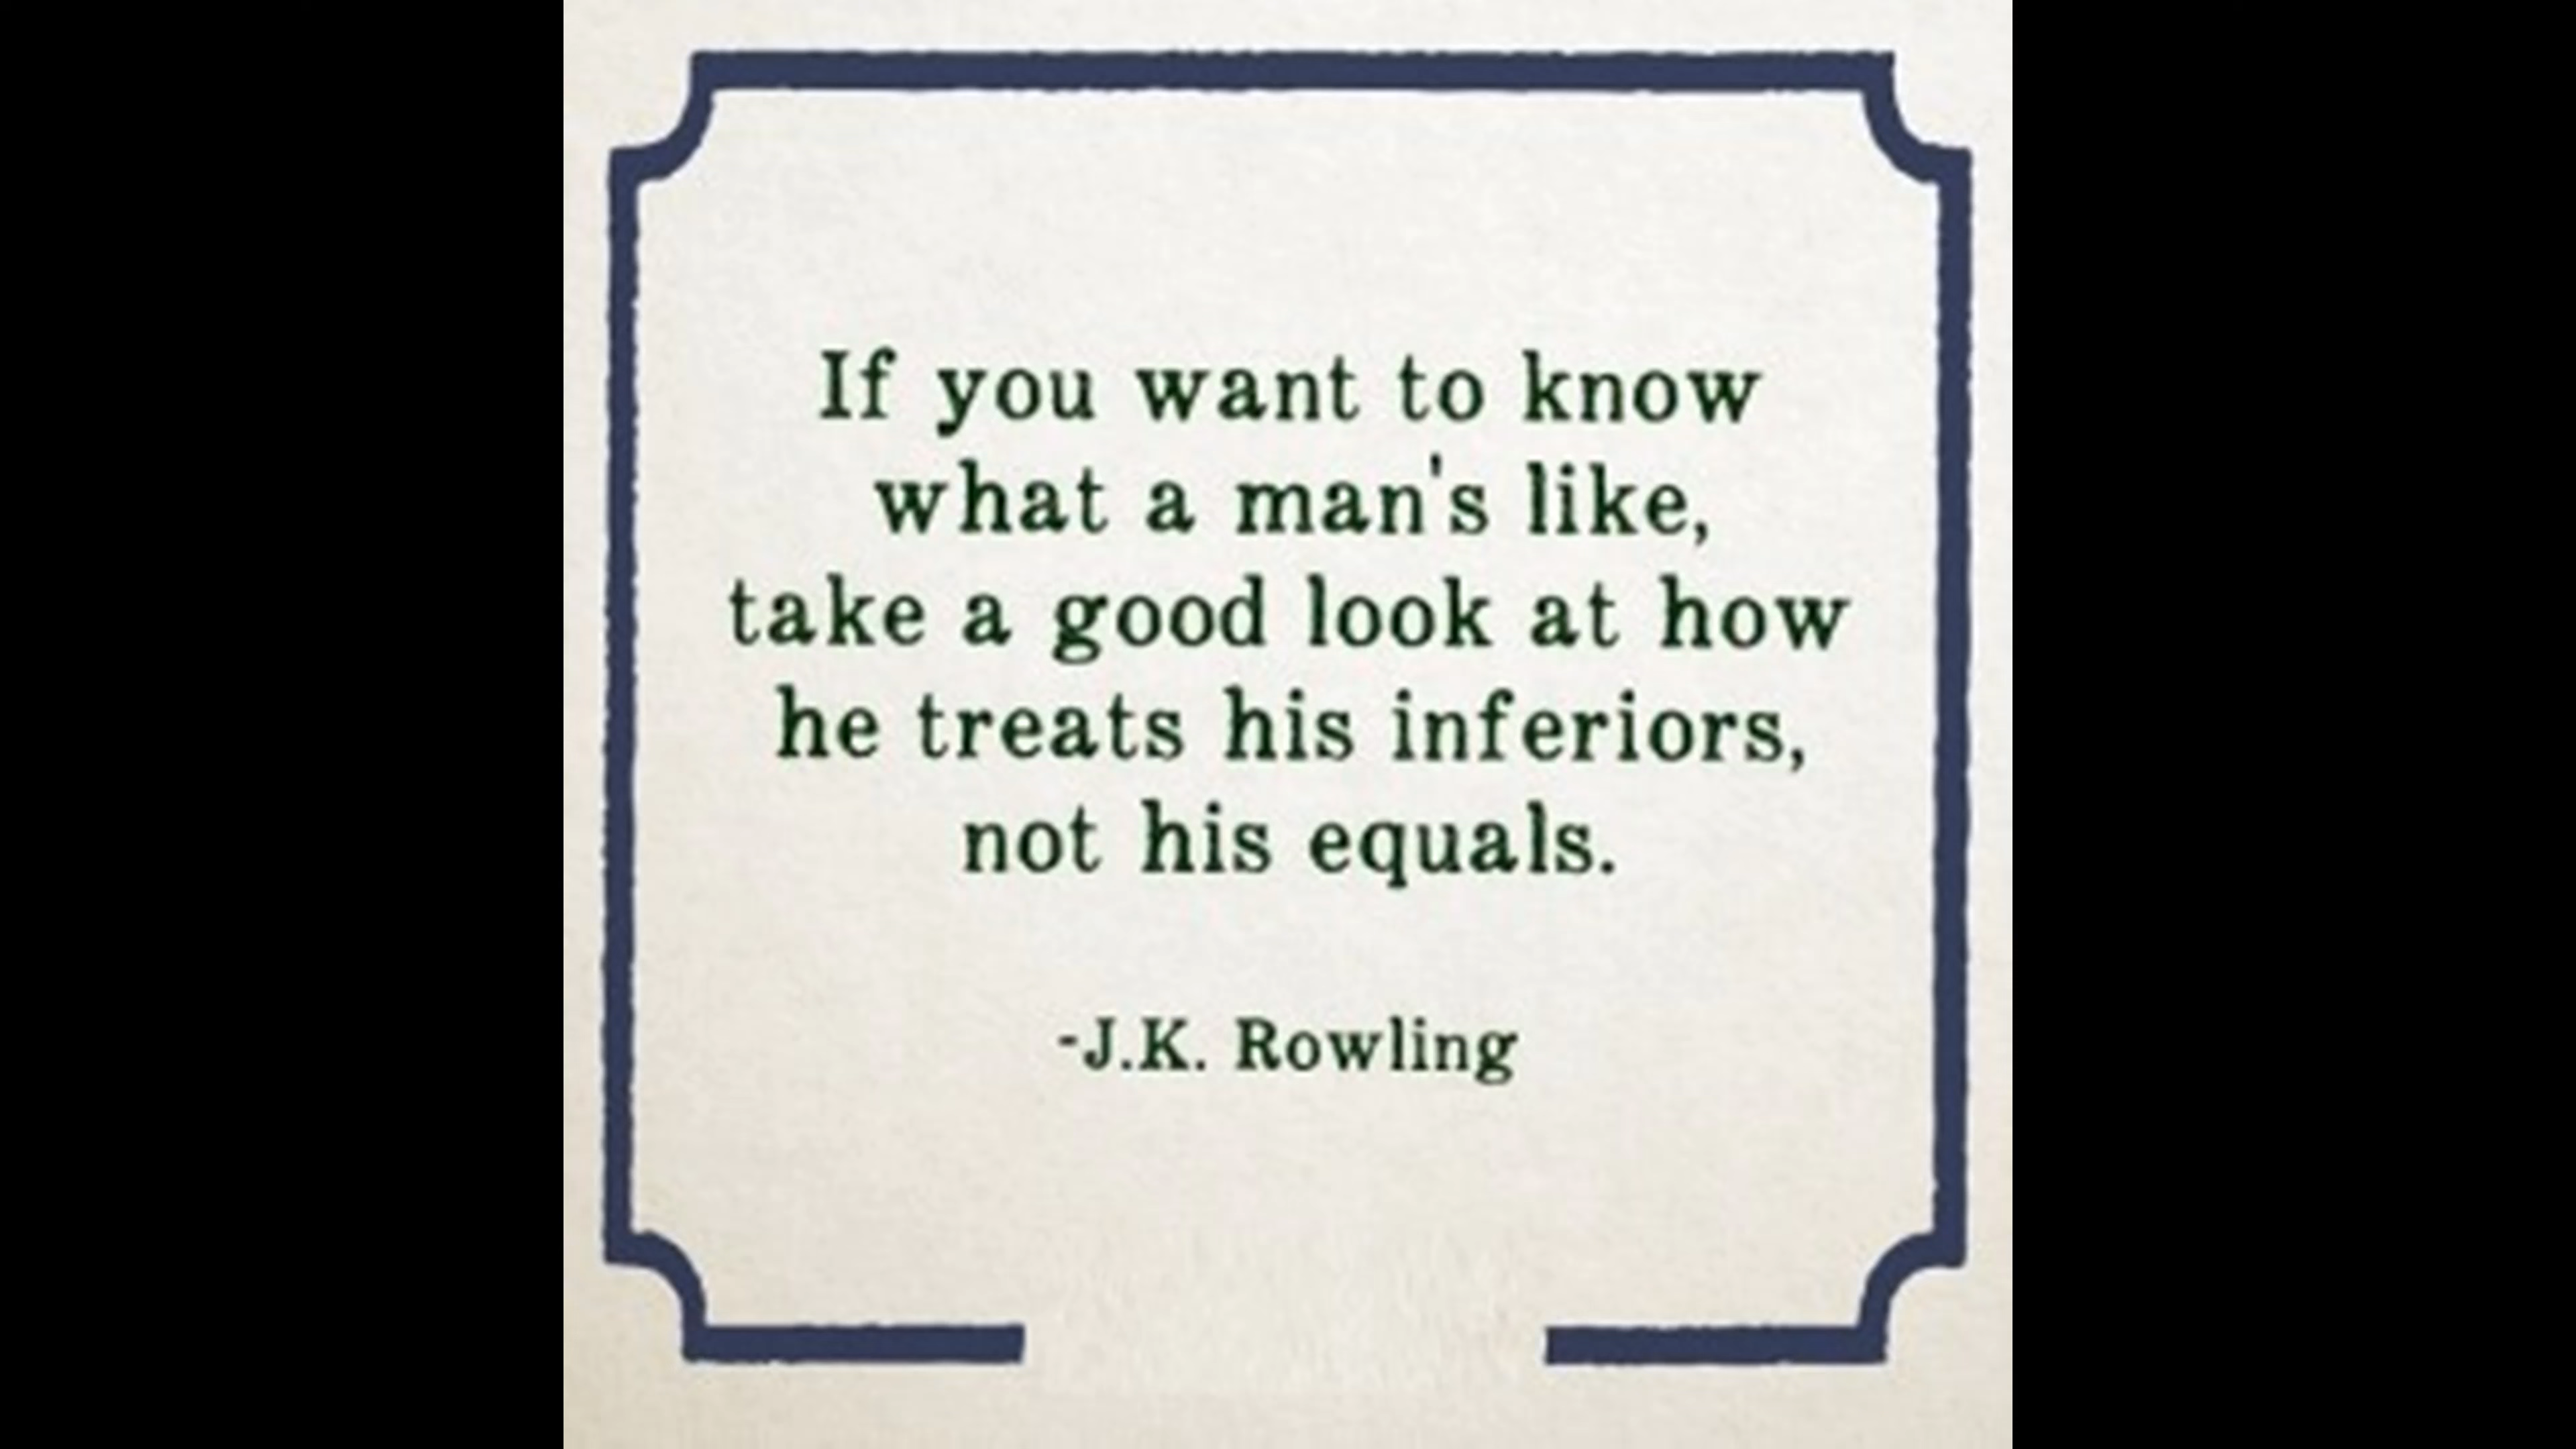 If you want to know
what a man's like,
take a good look at how
he treats his inferiors,
not his equals.
-J.K. Rowling